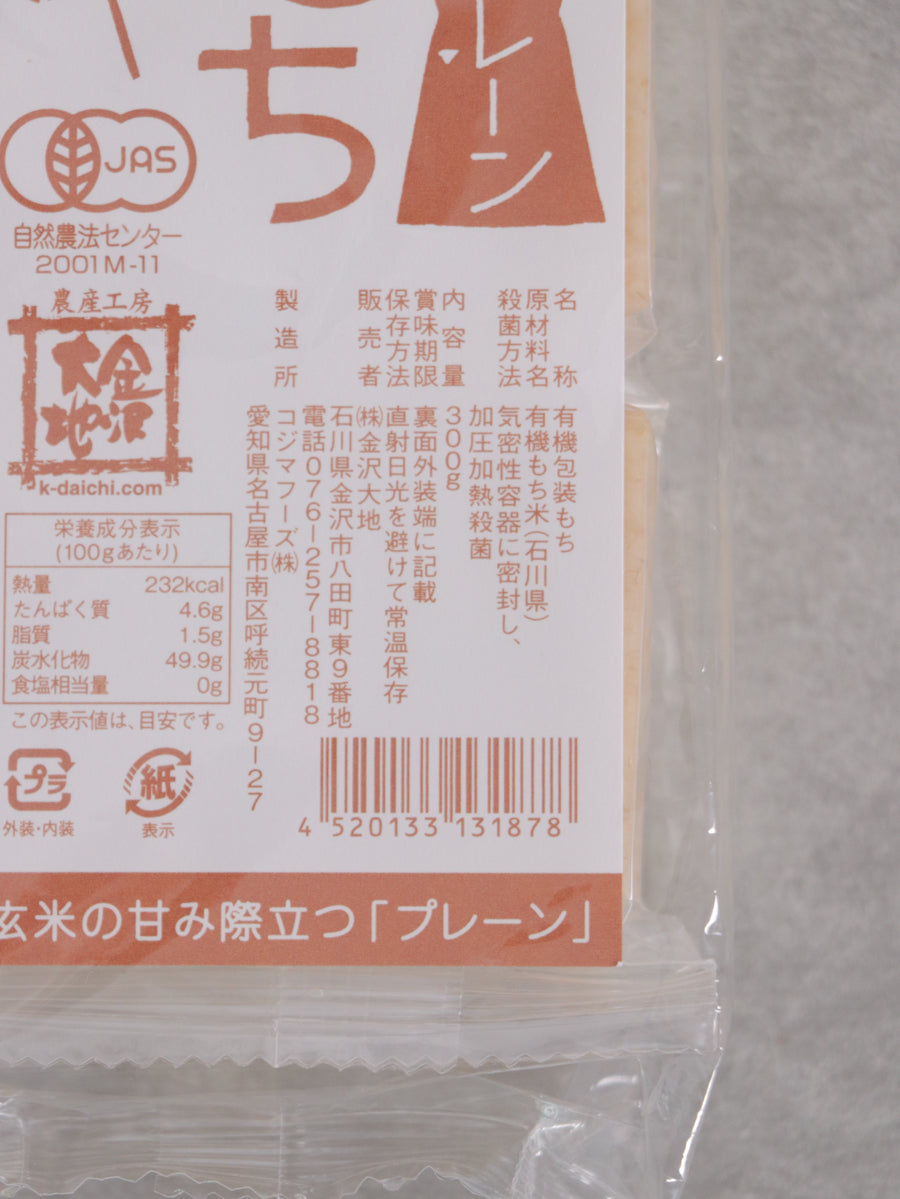 ち
レーン
JAS
自然農法センター
2001M-11
農産工房
金沢
大地
k-daichi.com
名称 有機包装もち
原材料名 有機もち米(石川県)
殺菌方法 気密性容器に密封し、
加圧加熱殺菌
内容量 300g
賞味期限 裏面外装端に記載
保存方法 直射日光を避けて常温保存
販売者 ㈱金沢大地
石川県金沢市八田町東9番地
電話076-257-8818
製造所 コジマフーズ㈱
愛知県名古屋市南区呼続元町9-27
栄養成分表示
(100gあたり)
熱量 232kcal
たんぱく質 4.6g
脂質 1.5g
炭水化物 49.9g
食塩相当量 0g
この表示値は、目安です。
プラ
外装・内装
紙
表示
4 520133 131878
玄米の甘み際立つ「プレーン」